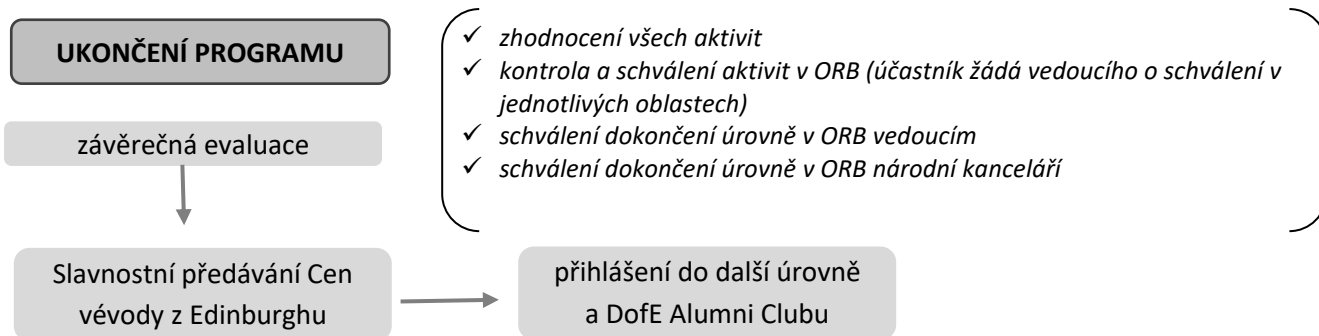 UKONČENÍ PROGRAMU
závěrečná evaluace
✓ zhodnocení všech aktivit
✓ kontrola a schválení aktivit v ORB (účastník žádá vedoucího o schválení v
jednotlivých oblastech)
✓ schválení dokončení úrovně v ORB vedoucím
✓ schválení dokončení úrovně v ORB národní kanceláří
Slavnostní předávání Cen
vévody z Edinburghu
přihlášení do další úrovně
a DofE Alumni Clubu